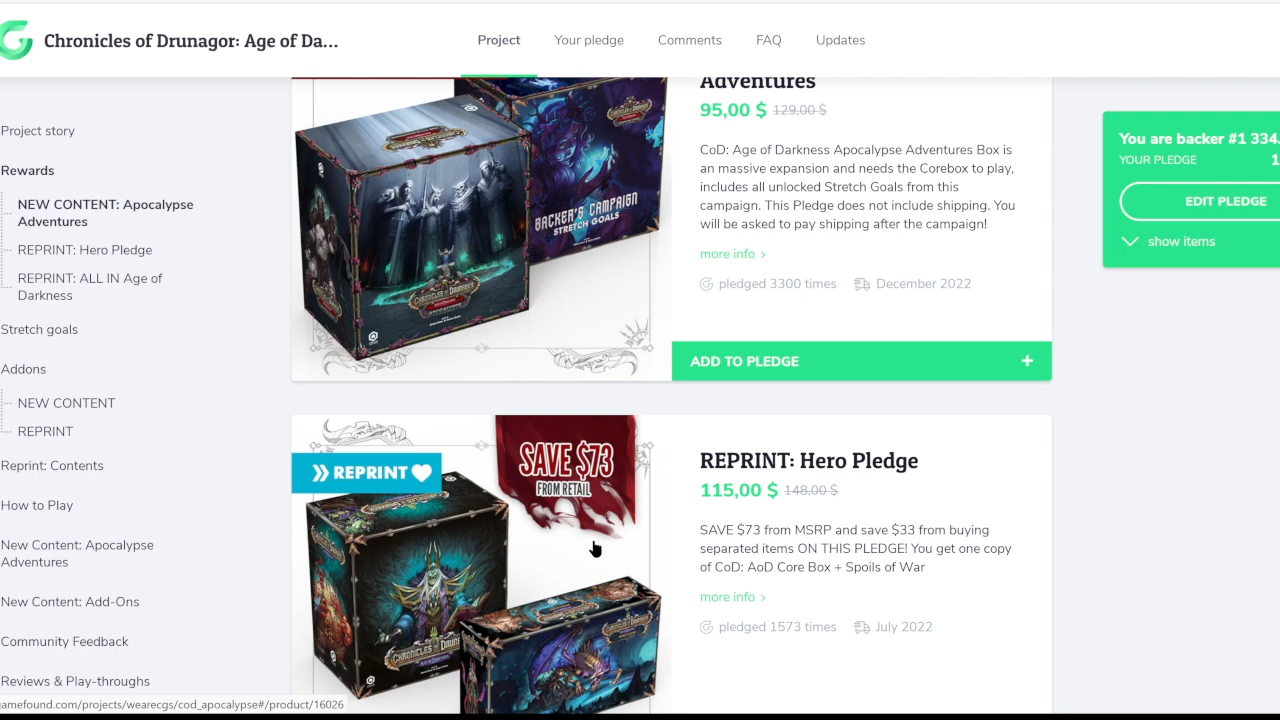 Chronicles of Drunagor: Age of Da...
Project
Your pledge
Comments
FAQ
Updates
Project story
Rewards
NEW CONTENT: Apocalypse
Adventures
REPRINT: Hero Pledge
REPRINT: ALL IN Age of
Darkness
Stretch goals
Addons
NEW CONTENT
REPRINT
Reprint: Contents
How to Play
New Content: Apocalypse
Adventures
New Content: Add-Ons
Community Feedback
Reviews & Play-throughs
BACKER'S CAMPAIGN
STRETCH GOALS
CHRONICLES OF DRUNAGOR
Adventures
95,00 $ 129,00 $
CoD: Age of Darkness Apocalypse Adventures Box is
an massive expansion and needs the Corebox to play,
includes all unlocked Stretch Goals from this
campaign. This Pledge does not include shipping. You
will be asked to pay shipping after the campaign!
more info >
pledged 3300 times
December 2022
ADD TO PLEDGE +
REPRINT
SAVE $73
FROM RETAIL
REPRINT: Hero Pledge
115,00 $ 148,00 $
SAVE $73 from MSRP and save $33 from buying
separated items ON THIS PLEDGE! You get one copy
of CoD: AoD Core Box + Spoils of War
more info >
pledged 1573 times
July 2022
You are backer #1 334.
YOUR PLEDGE 1
EDIT PLEDGE
show items
gamefound.com/projects/wearecgs/cod_apocalypse#/product/16026